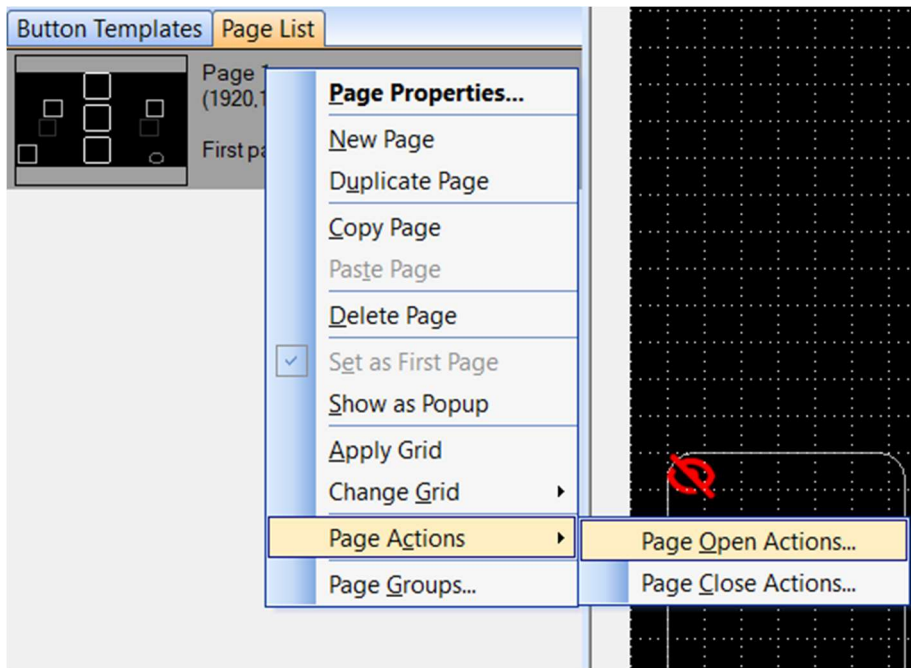 Button Templates
Page List
Page
(1920,1
First pa
Page Properties...
New Page
Duplicate Page
Copy Page
Paste Page
Delete Page
Set as First Page
Show as Popup
Apply Grid
Change Grid
Page Actions
Page Groups...
Page Open Actions...
Page Close Actions...